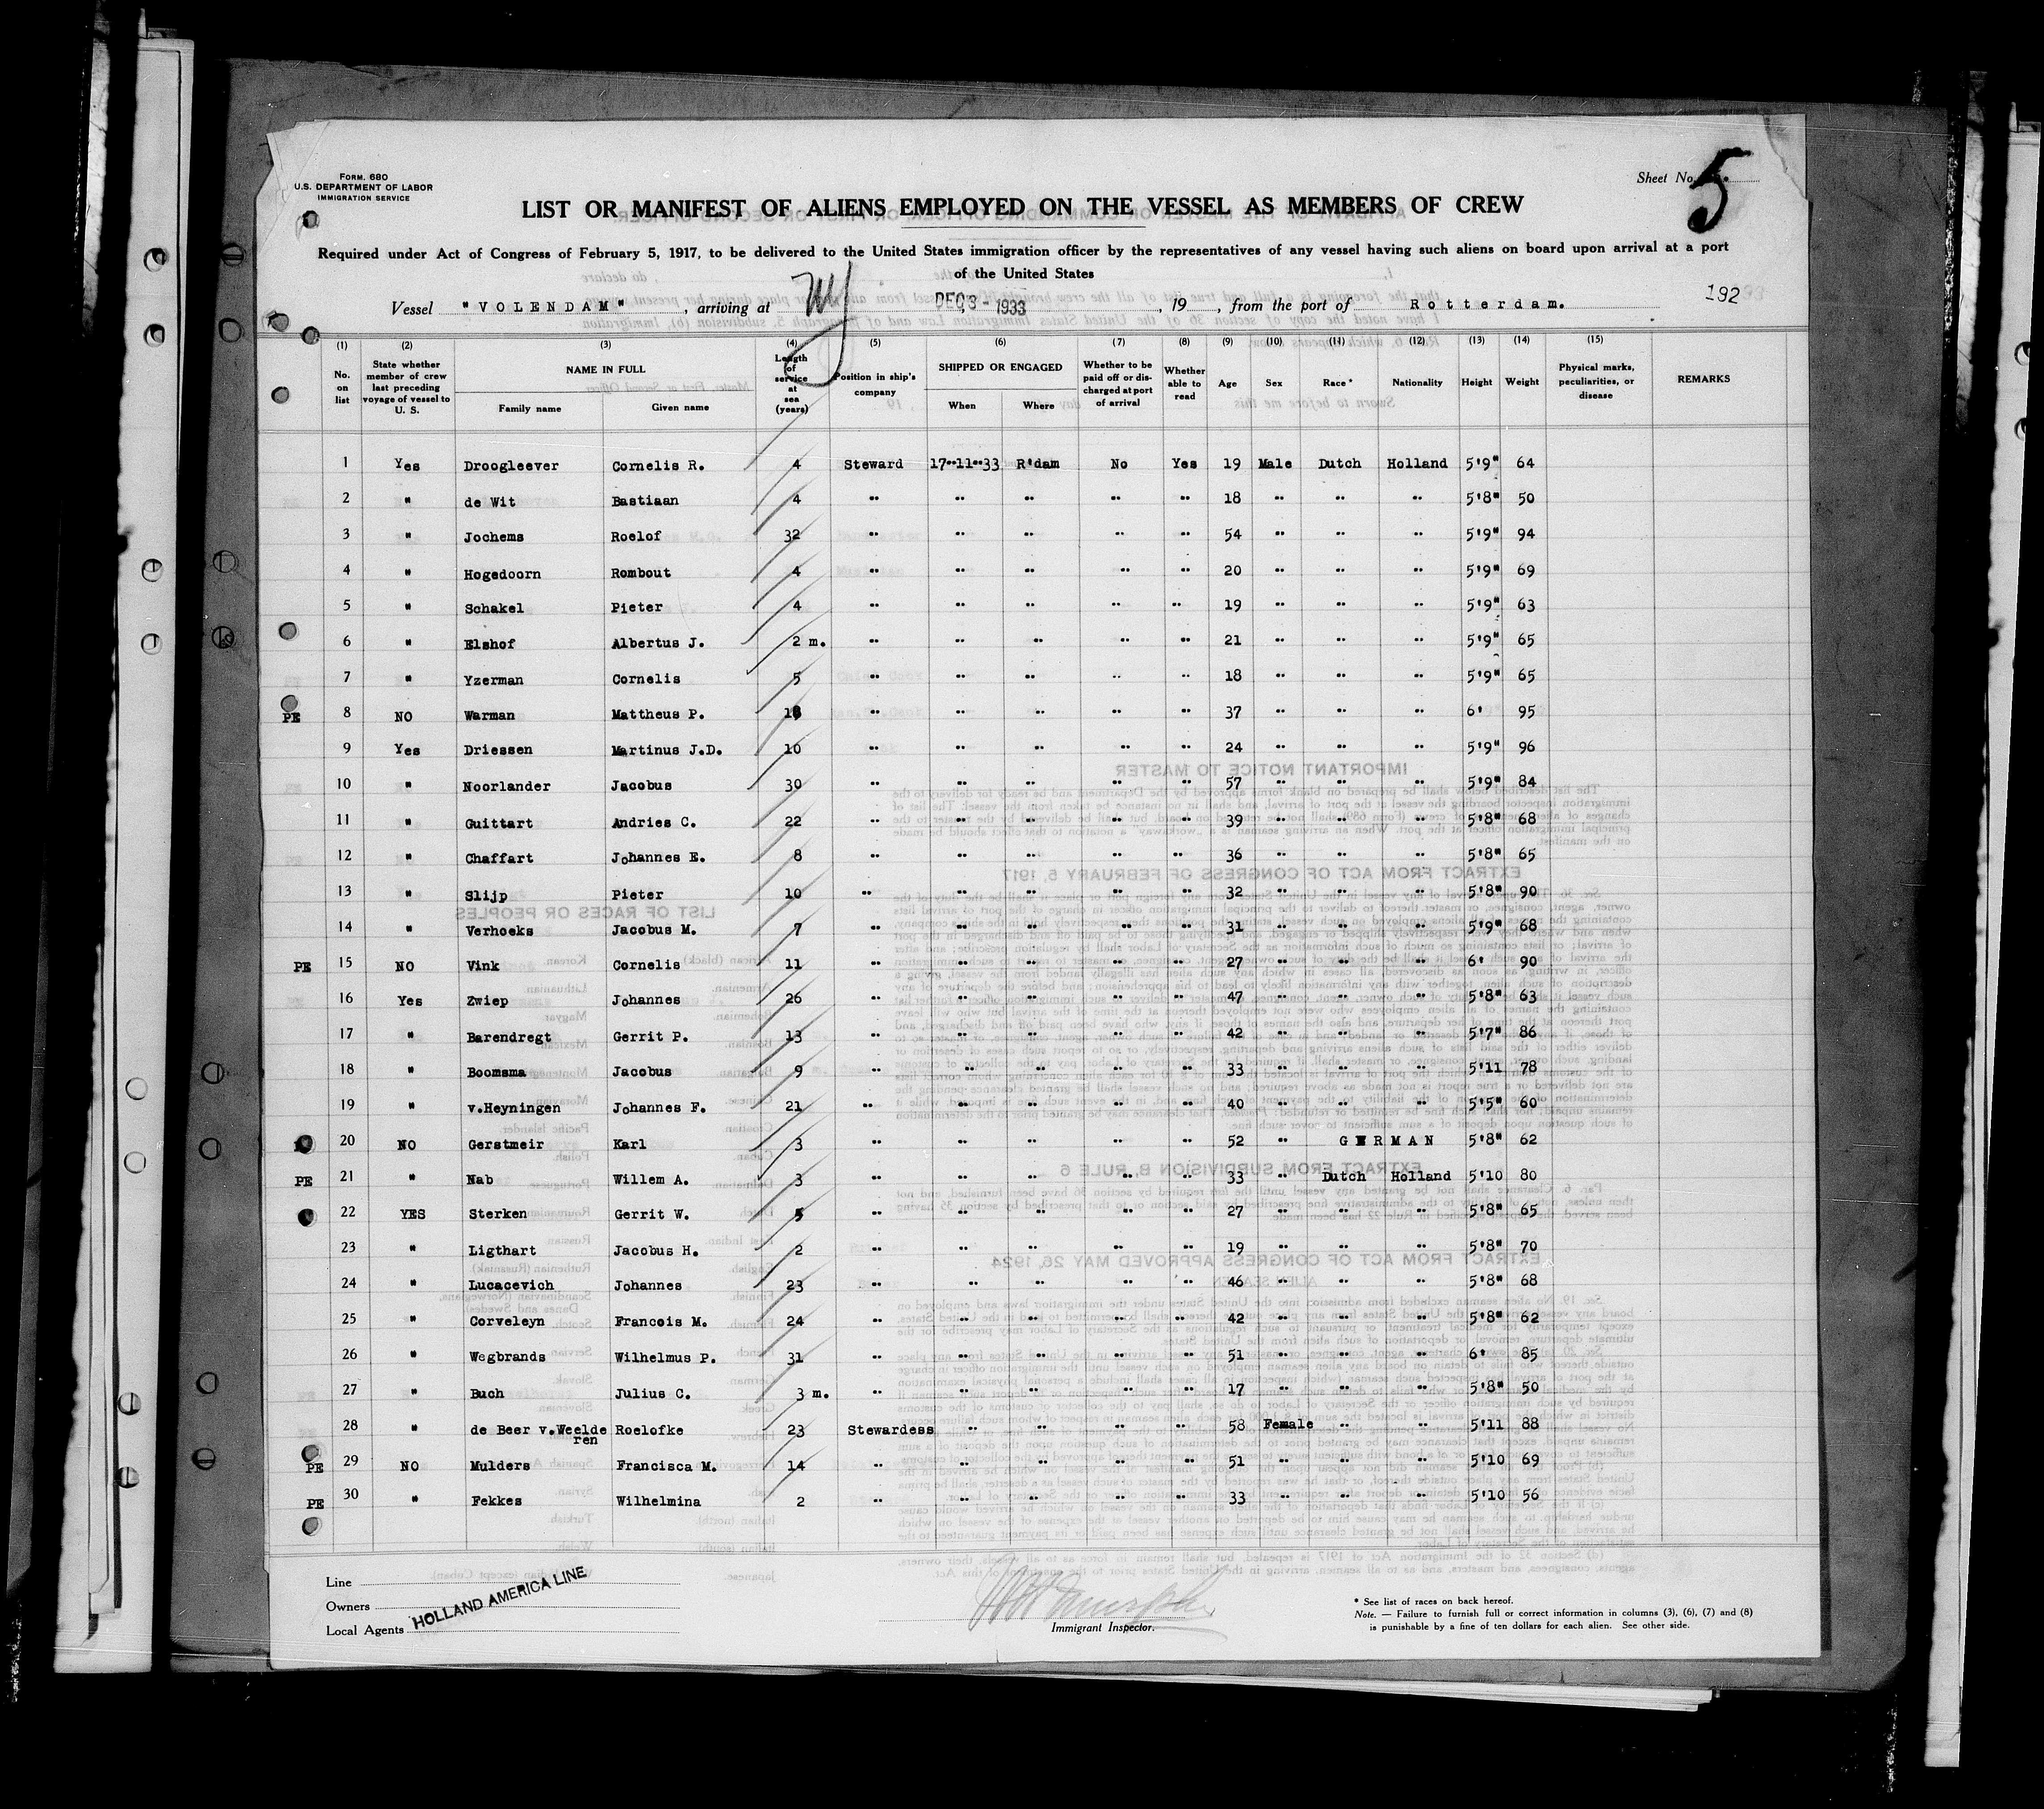 FORM. 680
U.S. DEPARTMENT OF LABOR
IMMIGRATION SERVICE
Sheet No. 5
LIST OR MANIFEST OF ALIENS EMPLOYED ON THE VESSEL AS MEMBERS OF CREW
Required under Act of Congress of February 5, 1917, to be delivered to the United States immigration officer by the representatives of any vessel having such aliens on board upon arrival at a port
of the United States
Vessel "VOLENDAM", arriving at NY DEC 3 - 1933, 19 , from the port of Rotterdam. 192
(1) No. on list (2) State whether member of crew last preceding voyage of vessel to U. S. (3) NAME IN FULL Family name Given name (4) Length of service at sea (years) (5) Position in ship's company (6) SHIPPED OR ENGAGED When Where (7) Whether to be paid off or discharged at port of arrival (8) Whether able to read (9) Age (10) Sex (11) Race* (12) Nationality (13) Height (14) Weight (15) Physical marks, peculiarities, or disease REMARKS
1 Yes Droogleever Cornelis R. 4 Steward 17-11-33 R'dam No Yes 19 Male Dutch Holland 5'9" 64
2 " de Wit Bastiaan 4 " " " " " 18 " " " 5'8" 50
3 " Jochems Roelof 32 " " " " " 54 " " " 5'9" 94
4 " Hogedoorn Rombout 4 " " " " " 20 " " " 5'9" 69
5 " Schakel Pieter 4 " " " " " 19 " " " 5'9" 63
6 " Elshof Albertus J. 2 m. " " " " " 21 " " " 5'9" 65
7 " Yzerman Cornelis 5 " " " " " 18 " " " 5'9" 65
PE 8 NO Warman Mattheus P. " " " " " 37 " " " 6' 95
9 Yes Driessen Martinus J.D. 10 " " " " " 24 " " " 5'9" 96
10 " Noorlander Jacobus 30 " " " " " 57 " " " 5'9" 84
11 " Guittart Andries C. 22 " " " " " 39 " " " 5'8" 68
12 " Chaffart Johannes E. 8 " " " " " 36 " " " 5'8" 65
13 " Slijp Pieter 10 " " " " " 32 " " " 5'8" 90
14 " Verhoeks Jacobus M. 7 " " " " " 31 " " " 5'9" 68
PE 15 NO Vink Cornelis 11 " " " " " 27 " " " 6' 90
16 Yes Zwiep Johannes 26 " " " " " 47 " " " 5'8" 63
17 " Barendregt Gerrit P. 13 " " " " " 42 " " " 5'7" 86
18 " Boomsma Jacobus 9 " " " " " 33 " " " 5'11 78
19 " v.Heyningen Johannes F. 21 " " " " " 40 " " " 5'5" 60
20 NO Gerstmeir Karl 3 " " " " " 52 " GERMAN 5'8" 62
PE 21 " Nab Willem A. 3 " " " " " 33 " Dutch Holland 5'10 80
22 YES Sterken Gerrit W. 5 " " " " " 27 " " " 5'8" 65
23 " Ligthart Jacobus H. 2 " " " " " 19 " " " 5'8" 70
24 " Lucacevich Johannes 23 " " " " " 46 " " " 5'8" 68
25 " Corveleyn Francois M. 24 " " " " " 42 " " " 5'8" 62
26 " Wegbrands Wilhelmus P. 31 " " " " " 51 " " " 6' 85
27 " Buch Julius C. 3 m. " " " " " 17 " " " 5'8" 50
28 " de Beer v.Weelde Roelofke 23 Stewardess " " " " 58 Female " " 5'11 88
ren
PE 29 NO Mulders Francisca M. 14 " " " " " 51 " " " 5'10 69
PE 30 " Fekkes Wilhelmina 2 " " " " " 33 " " " 5'10 56
Line
Owners HOLLAND AMERICA LINE
Local Agents
Immigrant Inspector.
* See list of races on back hereof.
Note. — Failure to furnish full or correct information in columns (3), (6), (7) and (8)
is punishable by a fine of ten dollars for each alien. See other side.